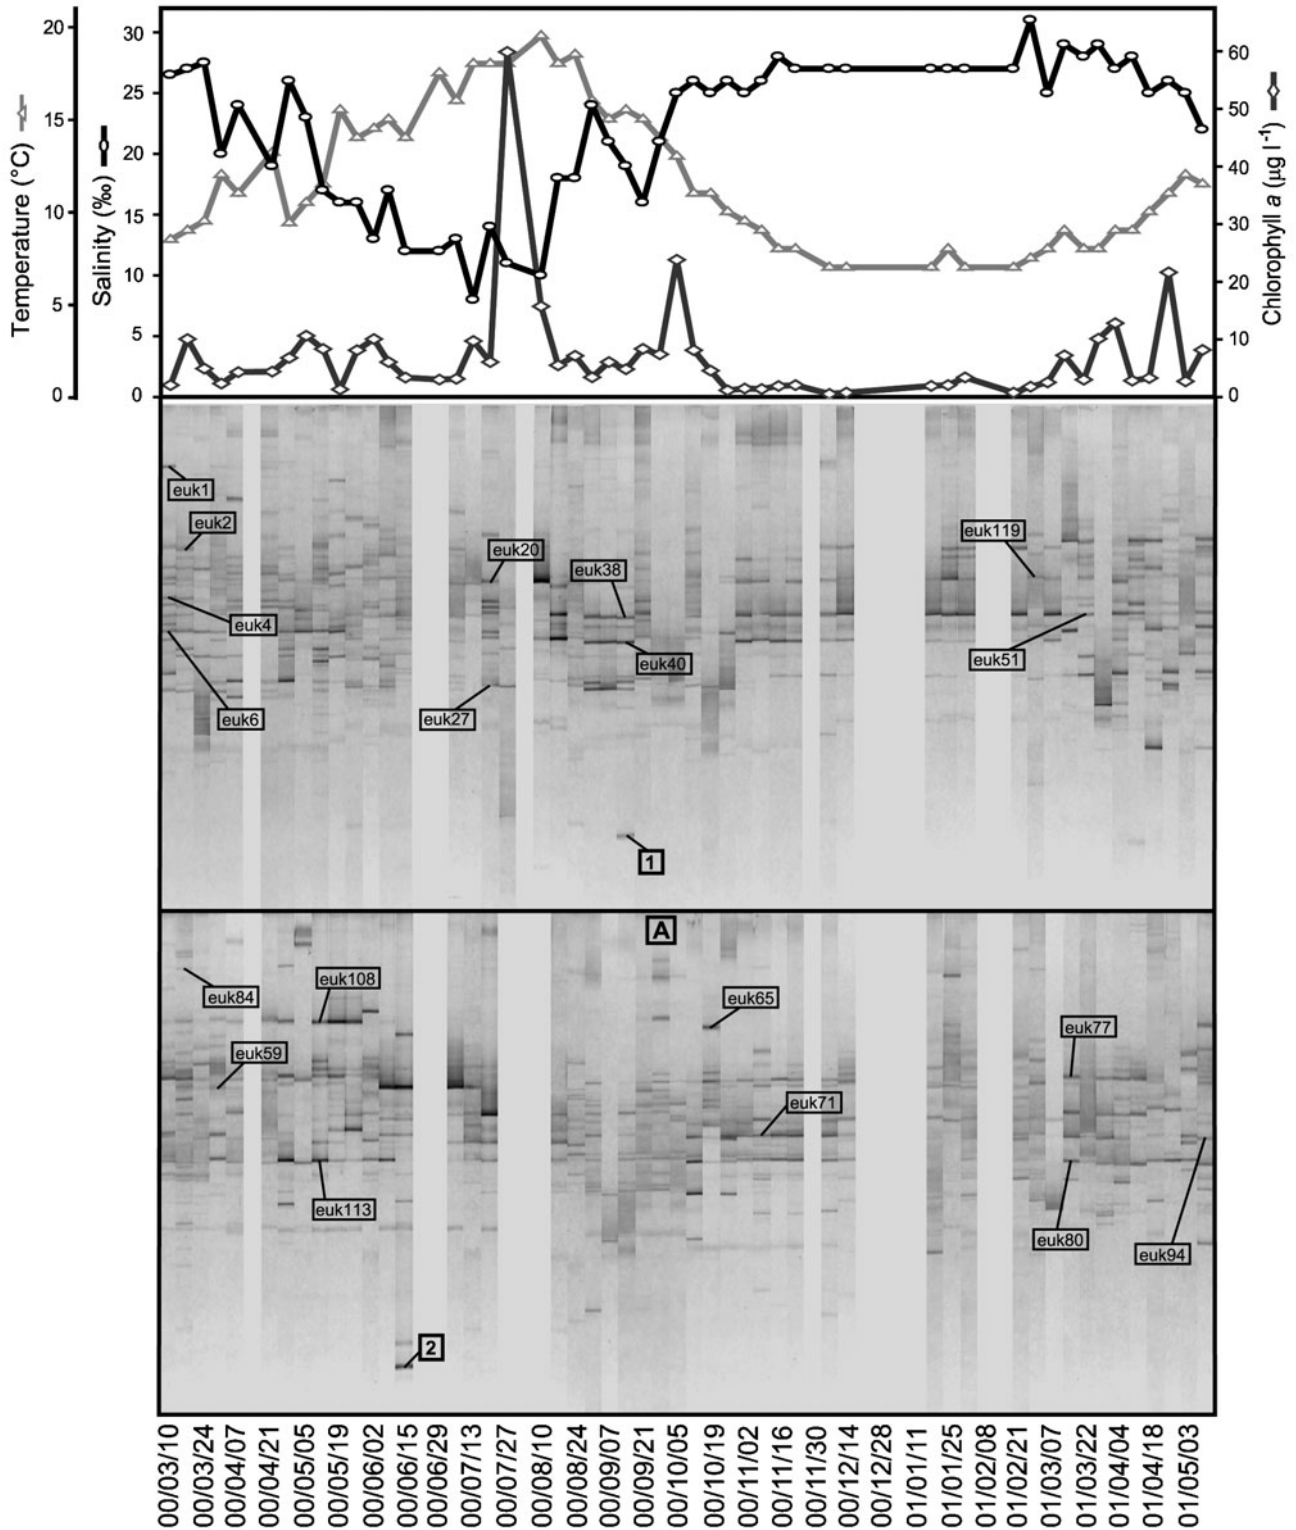 Temperature (°C)
20
15
10
5
0
Salinity (‰)
30
25
20
15
10
5
0
Chlorophyll a (µg l⁻¹)
60
50
40
30
20
10
0
euk1
euk2
euk4
euk6
euk20
euk27
euk38
euk40
euk119
euk51
1
A
euk84
euk59
euk108
euk113
euk65
euk71
euk77
euk80
euk94
2
00/03/10
00/03/24
00/04/07
00/04/21
00/05/05
00/05/19
00/06/02
00/06/15
00/06/29
00/07/13
00/07/27
00/08/10
00/08/24
00/09/07
00/09/21
00/10/05
00/10/19
00/11/02
00/11/16
00/11/30
00/12/14
00/12/28
01/01/11
01/01/25
01/02/08
01/02/21
01/03/07
01/03/22
01/04/04
01/04/18
01/05/03